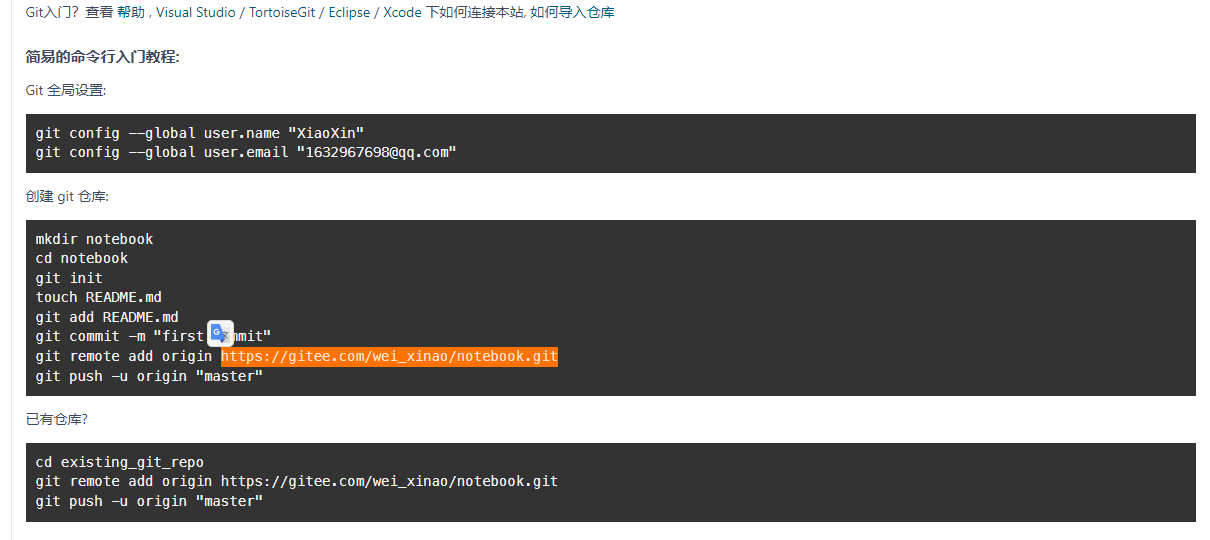 Git入门？查看 帮助 , Visual Studio / TortoiseGit / Eclipse / Xcode 下如何连接本站, 如何导入仓库
简易的命令行入门教程:
Git 全局设置:
git config --global user.name "XiaoXin"
git config --global user.email "1632967698@qq.com"
创建 git 仓库:
mkdir notebook
cd notebook
git init
touch README.md
git add README.md
git commit -m "first mmit"
git remote add origin https://gitee.com/wei_xinao/notebook.git
git push -u origin "master"
已有仓库?
cd existing_git_repo
git remote add origin https://gitee.com/wei_xinao/notebook.git
git push -u origin "master"